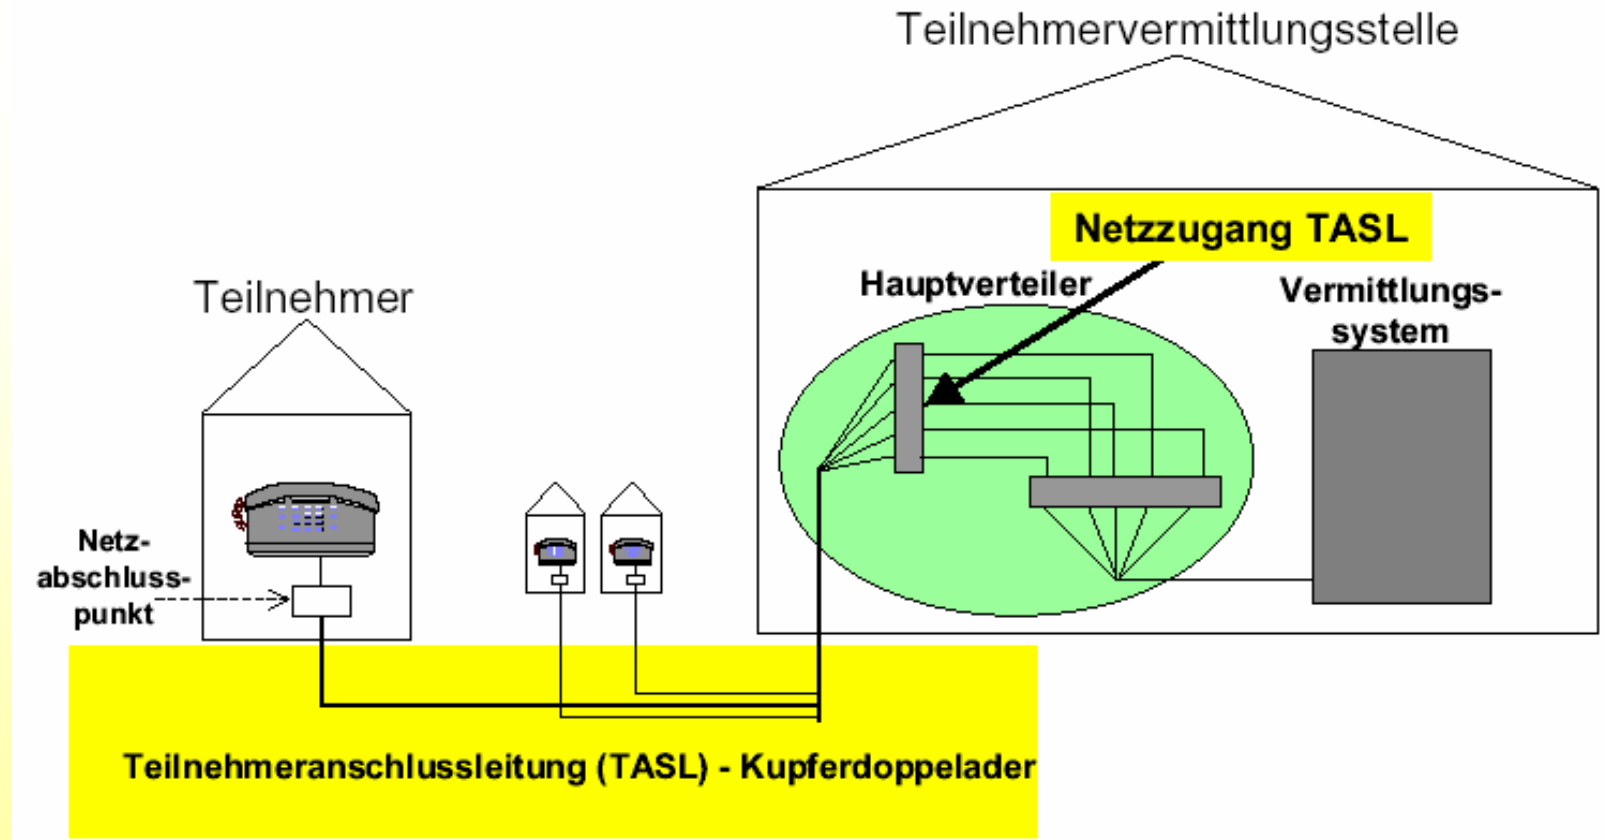 Teilnehmervermittlungsstelle
Netzzugang TASL
Hauptverteiler
Vermittlungs-
system
Teilnehmer
Netz-
abschluss-
punkt
Teilnehmeranschlussleitung (TASL) - Kupferdoppelader